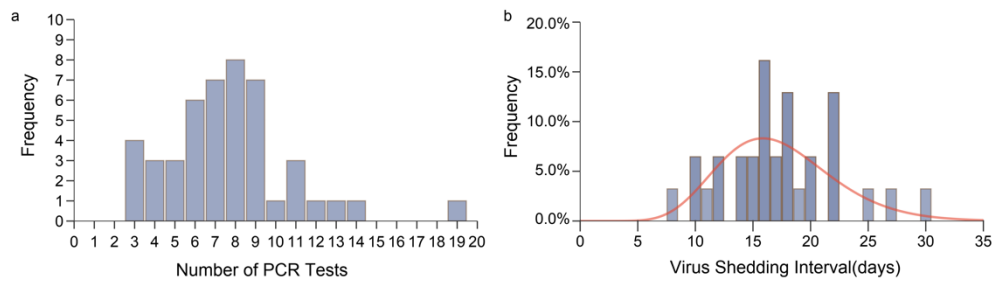 a
10
9
8
7
6
5
4
3
2
1
0
Frequency
0 1 2 3 4 5 6 7 8 9 10 11 12 13 14 15 16 17 18 19 20
Number of PCR Tests
b
20.0%
15.0%
10.0%
5.0%
0.0%
Frequency
0 5 10 15 20 25 30 35
Virus Shedding Interval(days)